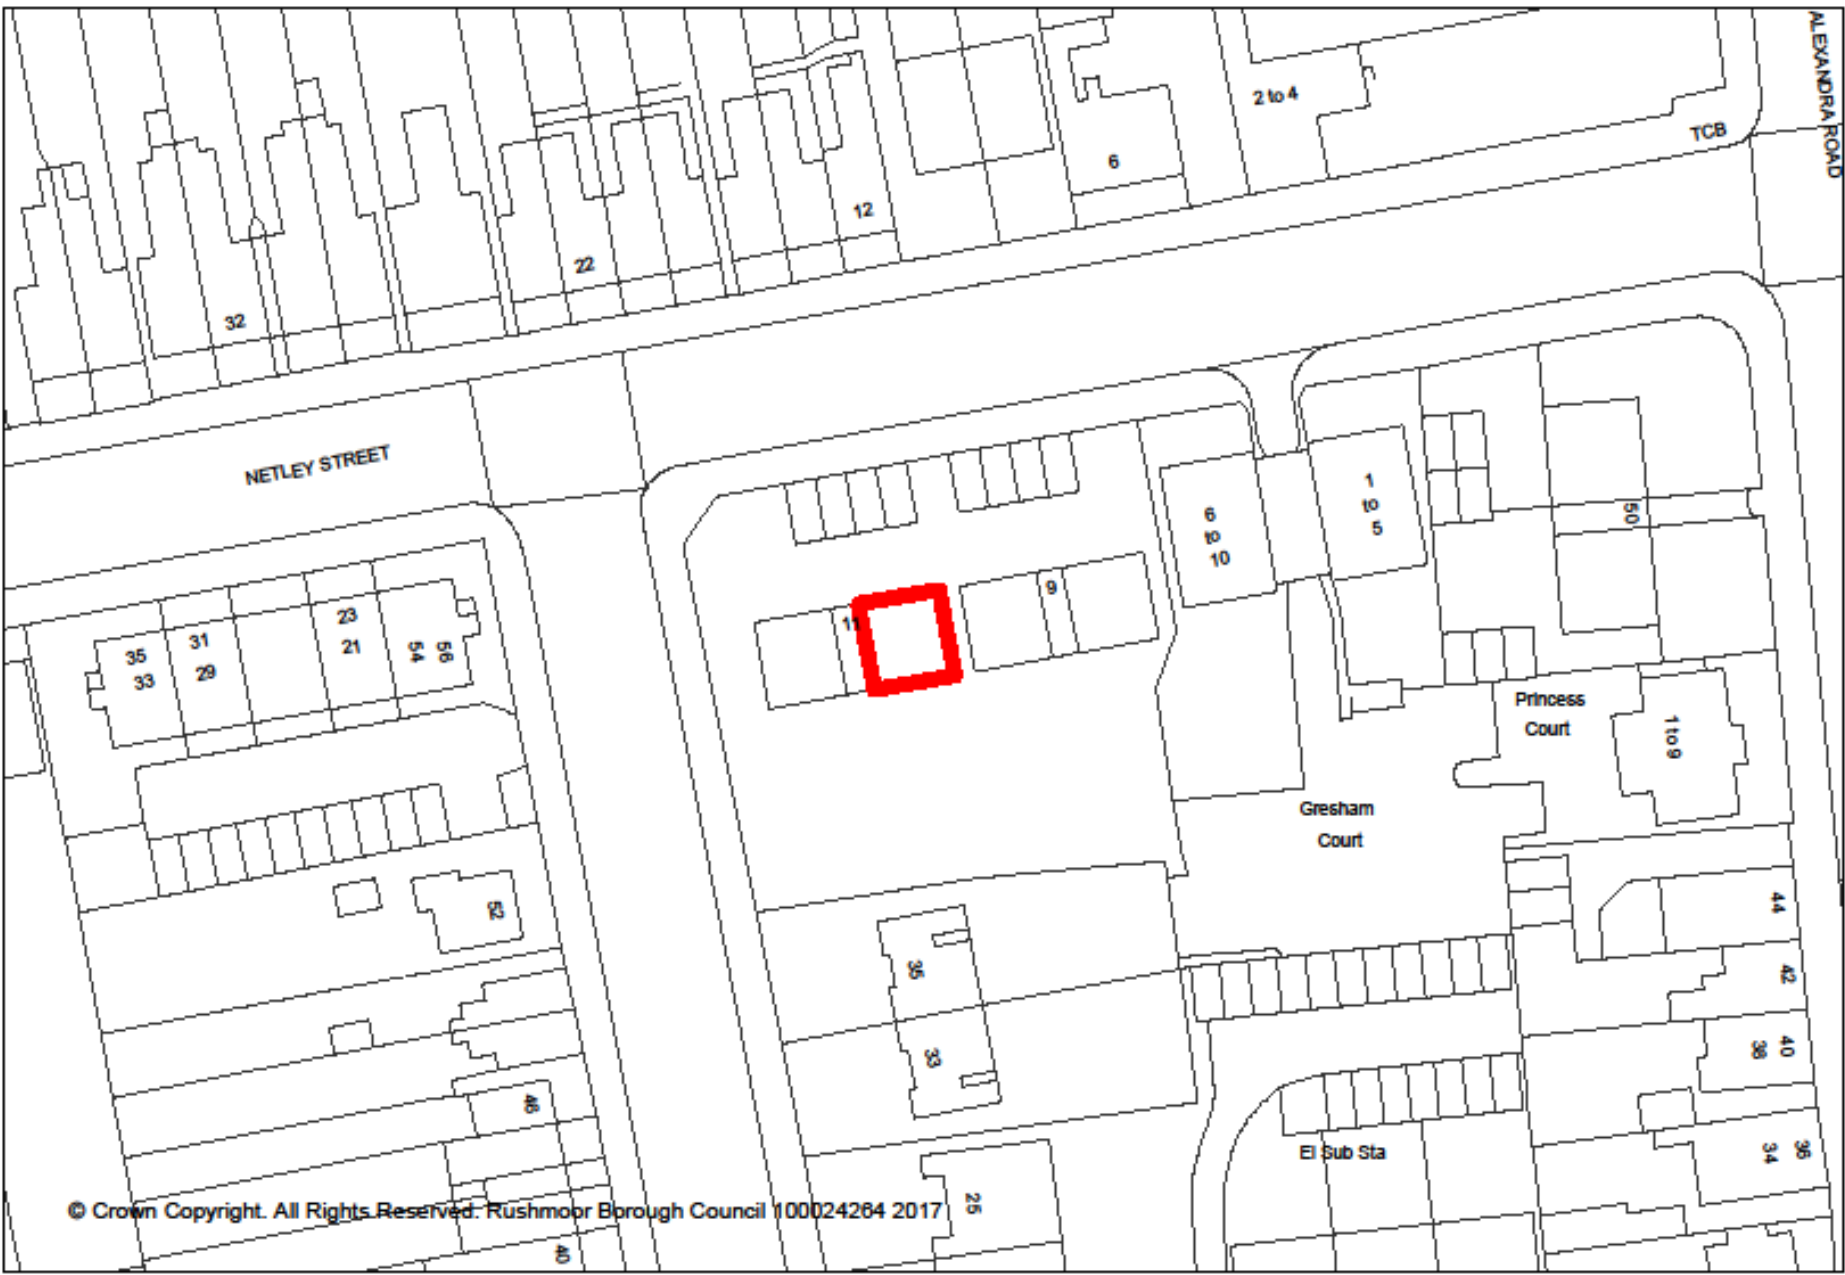 ALEXANDRA ROAD
2 to 4
TCB
6
12
22
32
NETLEY STREET
1
to
5
6
to
10
50
9
11
23
21
31
29
35
33
54
56
Princess
Court
1 to 9
Gresham
Court
52
44
42
35
33
40
38
46
El Sub Sta
36
34
25
40
© Crown Copyright. All Rights Reserved. Rushmoor Borough Council 100024264 2017